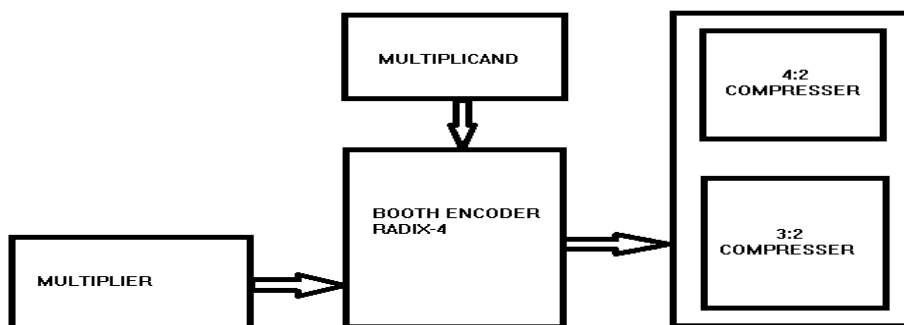 MULTIPLICAND
4:2
COMPRESSER
BOOTH ENCODER
RADIX-4
3:2
COMPRESSER
MULTIPLIER